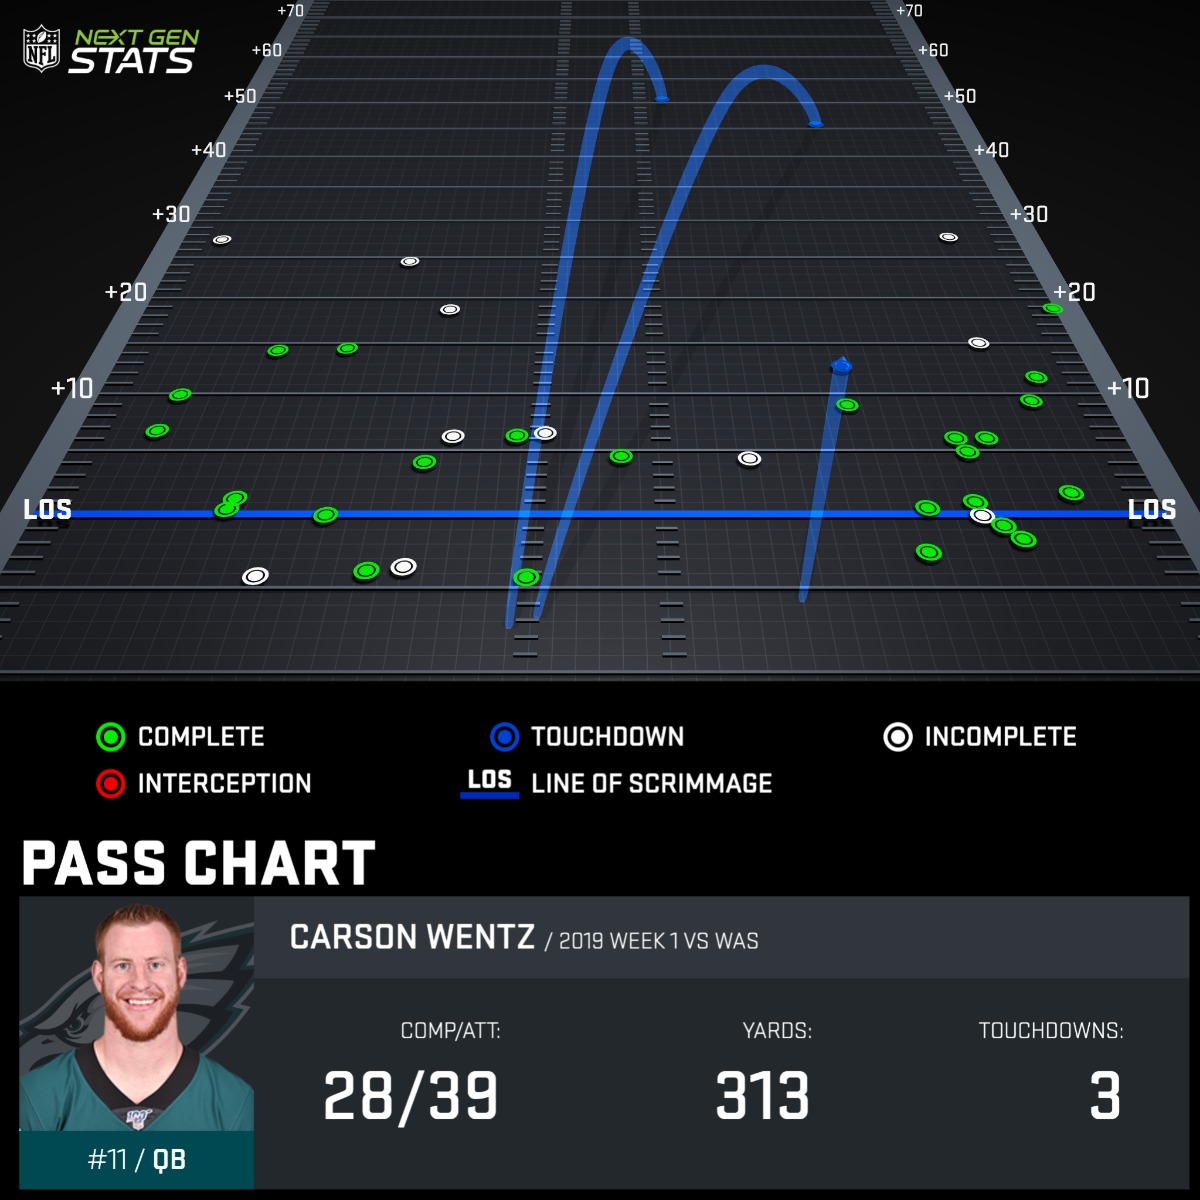 +70 +70
NFL NEXT GEN
STATS
+60 +60
+50 +50
+40 +40
+30 +30
+20 +20
+10 +10
LOS LOS
COMPLETE TOUCHDOWN INCOMPLETE
INTERCEPTION LOS LINE OF SCRIMMAGE
PASS CHART
CARSON WENTZ / 2019 WEEK 1 VS WAS
COMP/ATT: YARDS: TOUCHDOWNS:
28/39 313 3
#11 / QB